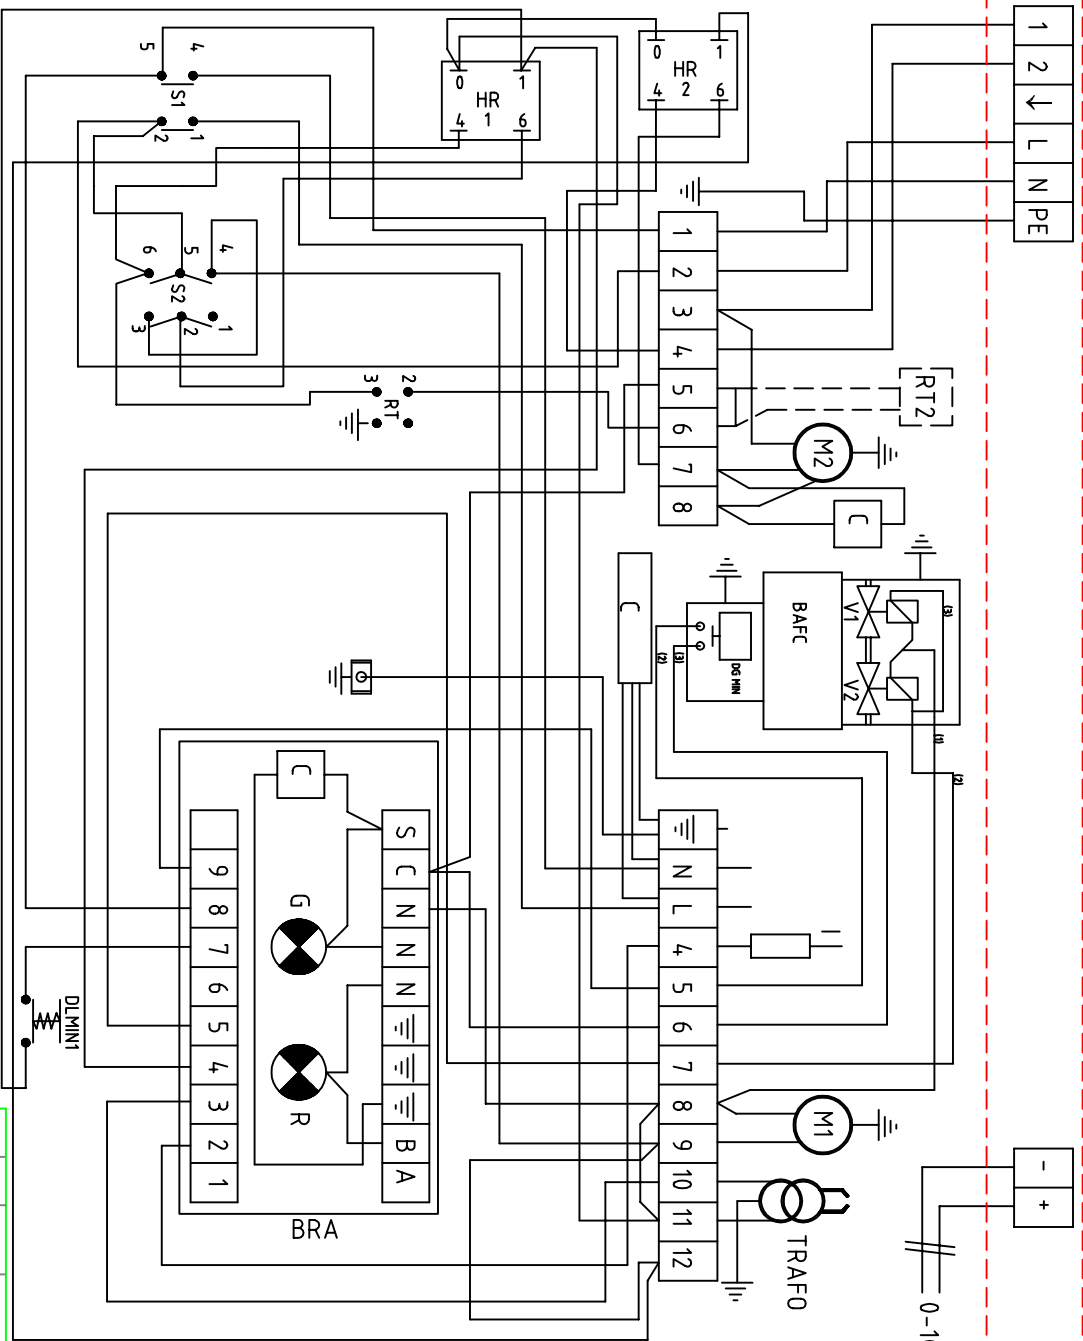 1
2
↓
L
N
PE
5
4
S1
2
1
6
5
4
S2
3
2
1
0
1
HR
1
4
6
0
1
HR
2
4
6
1
2
3
4
5
6
7
8
RT2
M2
C
3
2
RT
C
BAFC
V1
V2
DG MIN
(2)
(3)
(3)
(1)
(2)
N
L
4
5
6
7
8
9
10
11
12
I
M1
TRAFO
-
+
C
S
C
N
N
N
B
A
G
R
9
8
7
6
5
4
3
2
1
BRA
DLMIN1